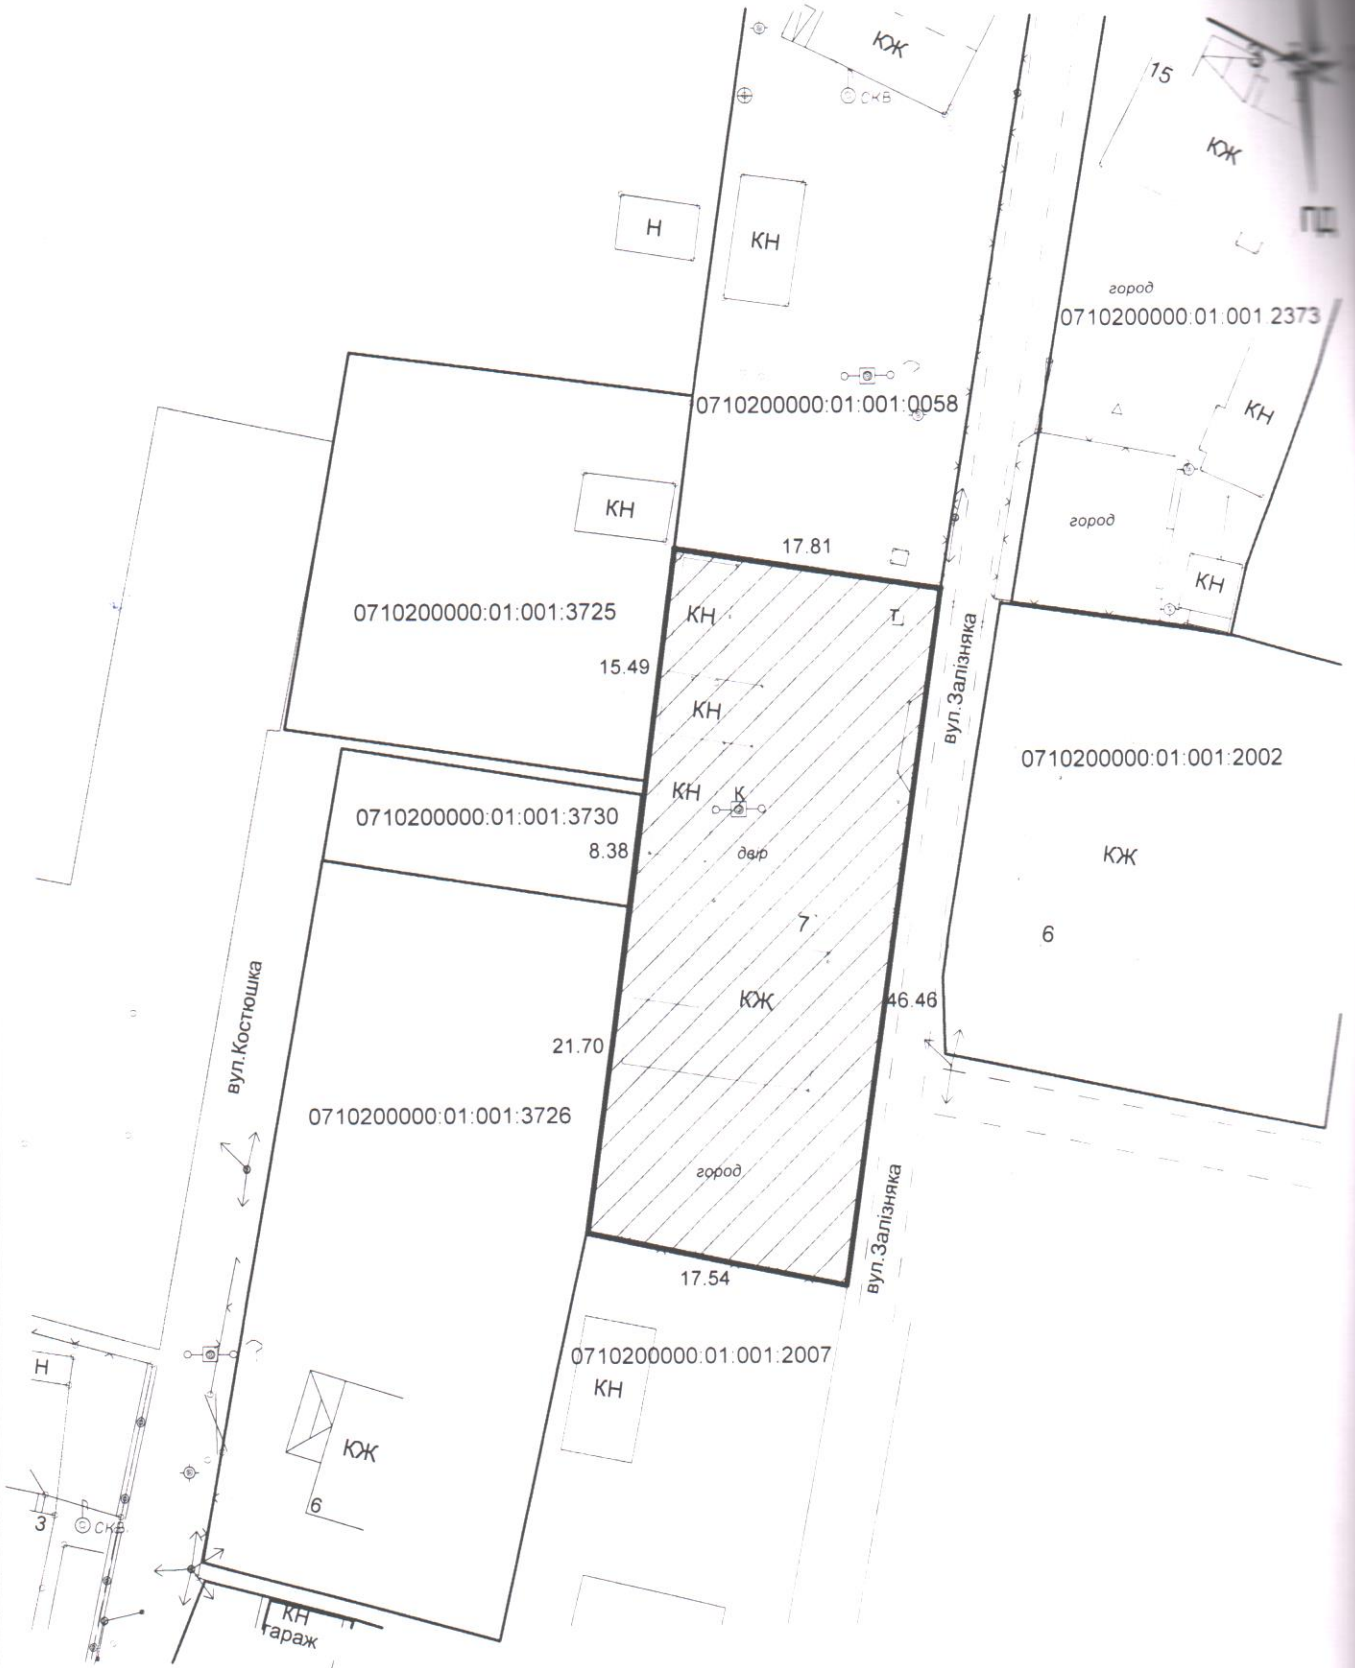 КЖ
СКВ
15
З
КЖ
ПД
Н
КН
город
0710200000:01:001:2373
0710200000:01:001:0058
КН
КН
город
17.81
КН
0710200000:01:001:3725
КН
Т
15.49
вул.Залізняка
КН
0710200000:01:001:2002
КН
К
0710200000:01:001:3730
8.38
двір
КЖ
7
6
вул.Костюшка
КЖ
46.46
21.70
0710200000:01:001:3726
город
вул.Залізняка
17.54
0710200000:01:001:2007
Н
КН
КЖ
6
3
СКВ.
КН
гараж